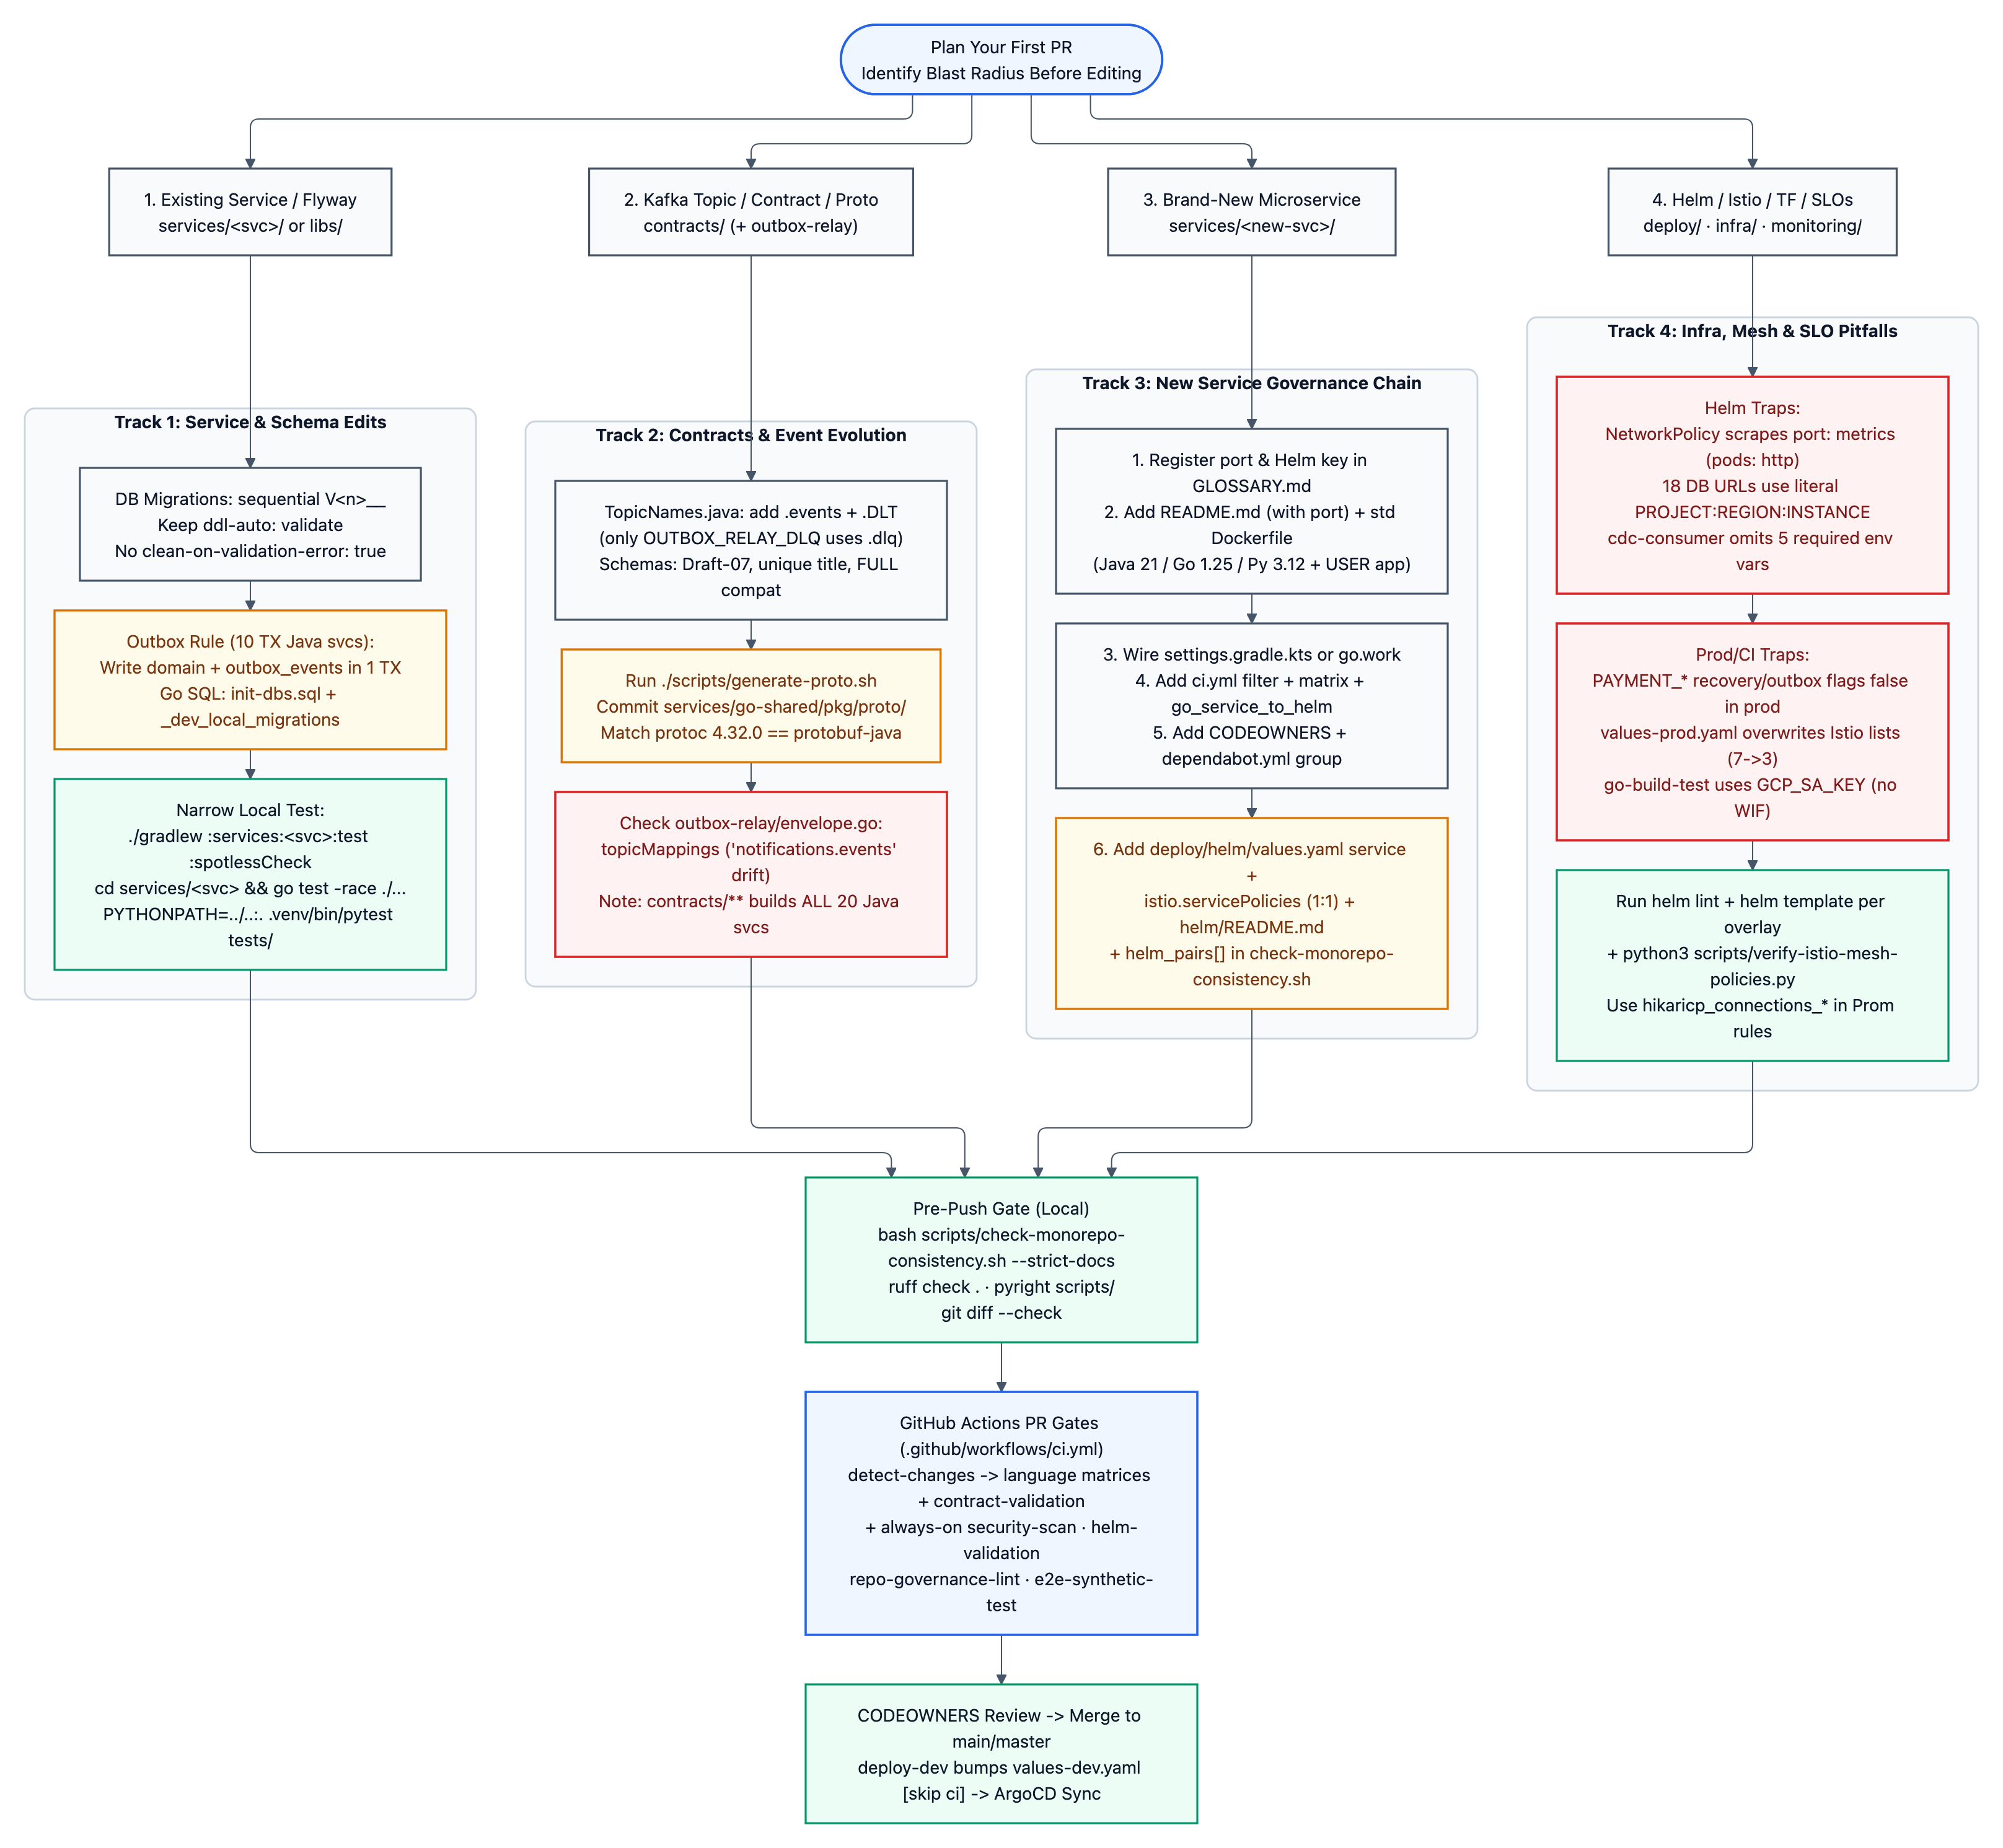 Plan Your First PR
Identify Blast Radius Before Editing
1. Existing Service / Flyway
services/<svc>/ or libs/
2. Kafka Topic / Contract / Proto
contracts/ (+ outbox-relay)
3. Brand-New Microservice
services/<new-svc>/
4. Helm / Istio / TF / SLOs
deploy/ · infra/ · monitoring/
Track 1: Service & Schema Edits
DB Migrations: sequential V<n>__
Keep ddl-auto: validate
No clean-on-validation-error: true
Outbox Rule (10 TX Java svcs):
Write domain + outbox_events in 1 TX
Go SQL: init-dbs.sql +
_dev_local_migrations
Narrow Local Test:
./gradlew :services:<svc>:test
:spotlessCheck
cd services/<svc> && go test -race ./...
PYTHONPATH=../..:. .venv/bin/pytest
tests/
Track 2: Contracts & Event Evolution
TopicNames.java: add .events + .DLT
(only OUTBOX_RELAY_DLQ uses .dlq)
Schemas: Draft-07, unique title, FULL
compat
Run ./scripts/generate-proto.sh
Commit services/go-shared/pkg/proto/
Match protoc 4.32.0 == protobuf-java
Check outbox-relay/envelope.go:
topicMappings ('notifications.events'
drift)
Note: contracts/** builds ALL 20 Java
svcs
Track 3: New Service Governance Chain
1. Register port & Helm key in
GLOSSARY.md
2. Add README.md (with port) + std
Dockerfile
(Java 21 / Go 1.25 / Py 3.12 + USER app)
3. Wire settings.gradle.kts or go.work
4. Add ci.yml filter + matrix +
go_service_to_helm
5. Add CODEOWNERS +
dependabot.yml group
6. Add deploy/helm/values.yaml service
+
istio.servicePolicies (1:1) +
helm/README.md
+ helm_pairs[] in check-monorepo-
consistency.sh
Track 4: Infra, Mesh & SLO Pitfalls
Helm Traps:
NetworkPolicy scrapes port: metrics
(pods: http)
18 DB URLs use literal
PROJECT:REGION:INSTANCE
cdc-consumer omits 5 required env
vars
Prod/CI Traps:
PAYMENT_* recovery/outbox flags false
in prod
values-prod.yaml overwrites Istio lists
(7->3)
go-build-test uses GCP_SA_KEY (no
WIF)
Run helm lint + helm template per
overlay
+ python3 scripts/verify-istio-mesh-
policies.py
Use hikaricp_connections_* in Prom
rules
Pre-Push Gate (Local)
bash scripts/check-monorepo-
consistency.sh --strict-docs
ruff check . · pyright scripts/
git diff --check
GitHub Actions PR Gates
(.github/workflows/ci.yml)
detect-changes -> language matrices
+ contract-validation
+ always-on security-scan · helm-
validation
repo-governance-lint · e2e-synthetic-
test
CODEOWNERS Review -> Merge to
main/master
deploy-dev bumps values-dev.yaml
[skip ci] -> ArgoCD Sync